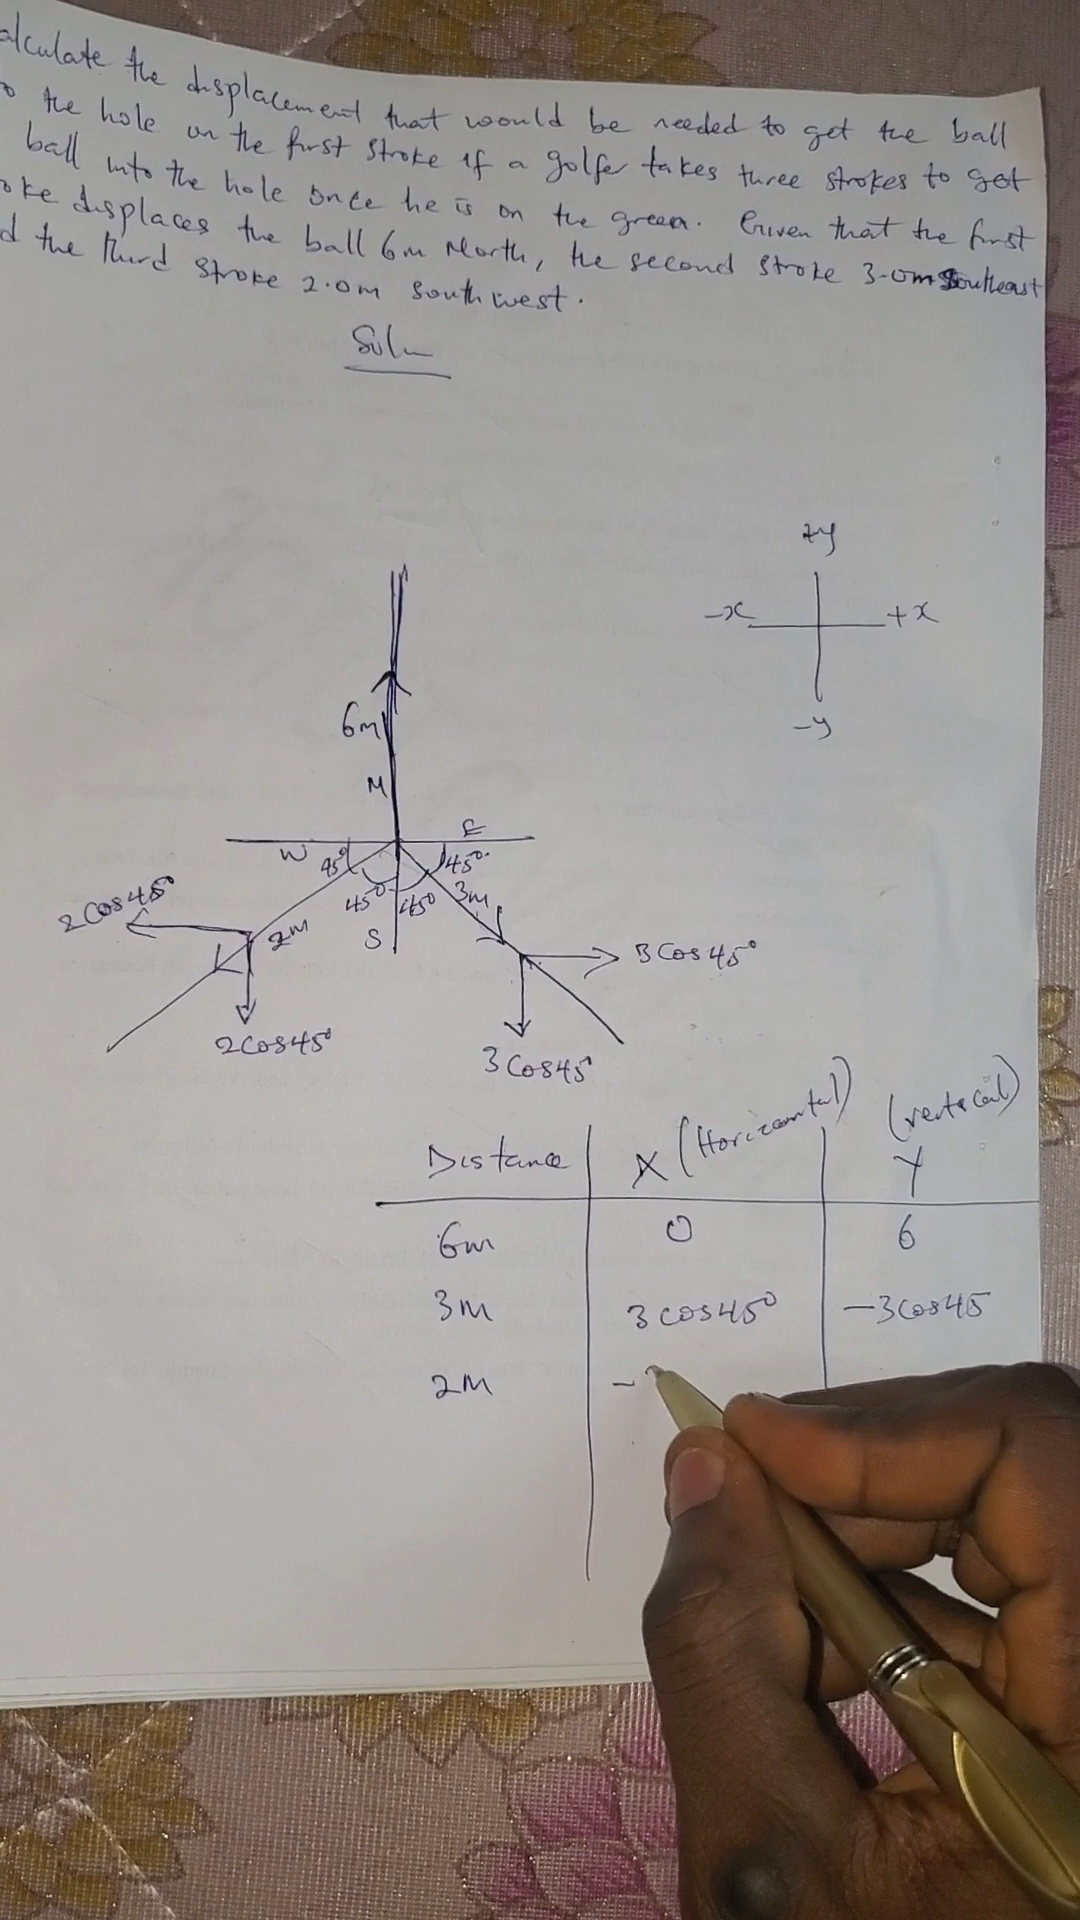 alculate the displacement that would be needed to get the ball
o the hole on the first stroke if a golfer takes three strokes to get
ball into the hole once he is on the green. Given that the first
oke displaces the ball 6m North, the second stroke 3.0m Southeast
d the third stroke 2.0m southwest.
Soln
+y
-x +x
-y
6m
N
W E
45° 45°
45° 45°
2m 3m
S
2cos45° 3cos45°
2cos45° 3cos45°
Distance X (Horizontal) Y (vertical)
6m 0 6
3m 3cos45° -3cos45
2m -